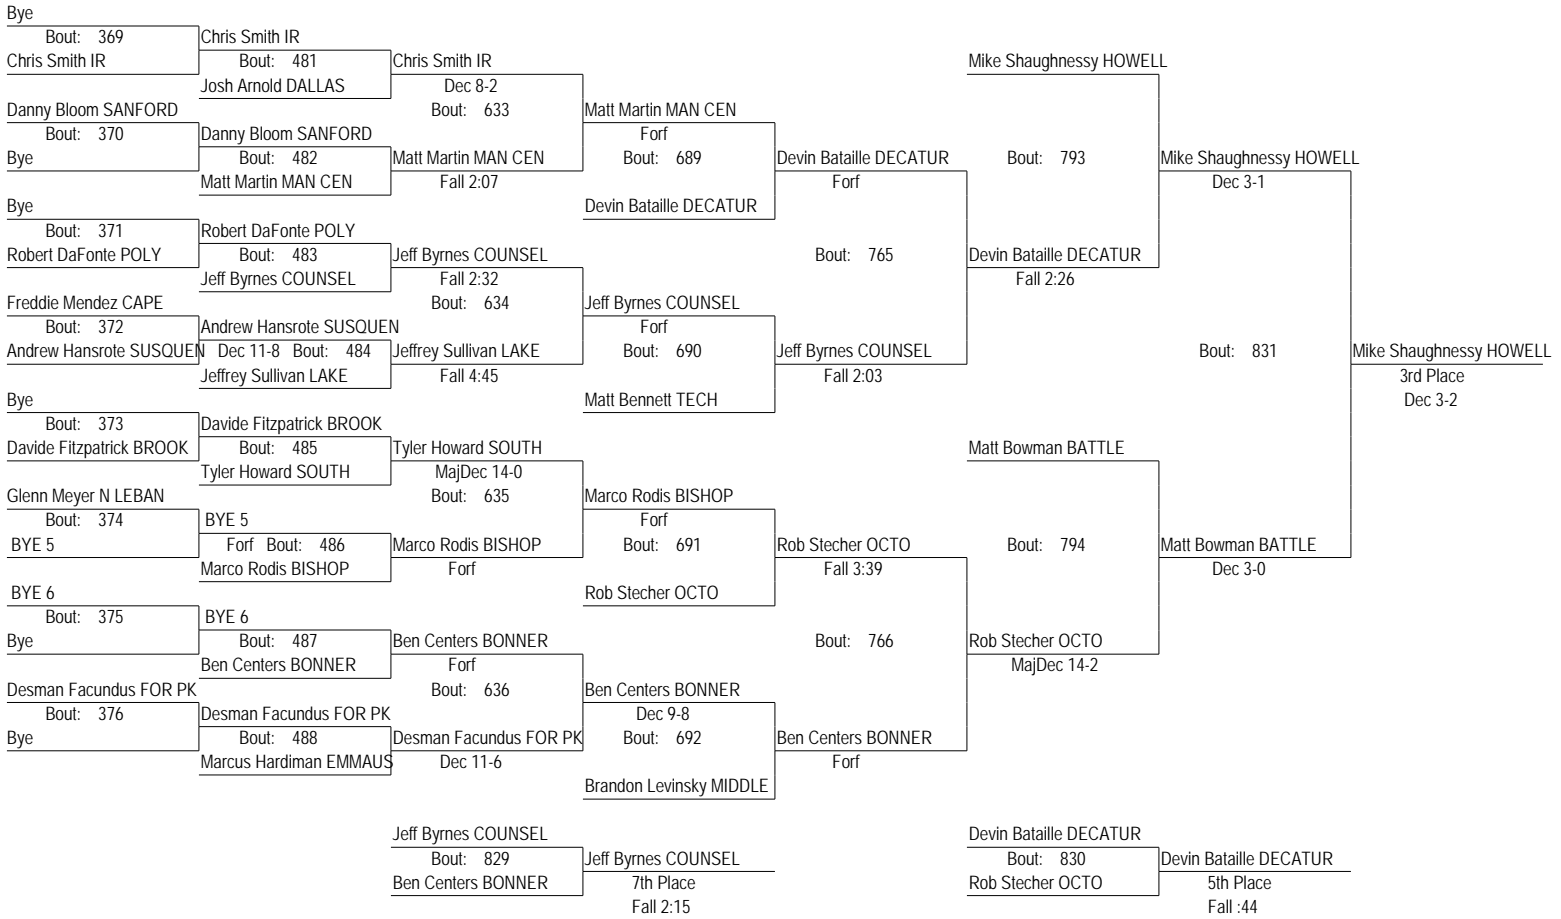 Bye
Bout: 369 Chris Smith IR
Chris Smith IR Bout: 481 Chris Smith IR Mike Shaughnessy HOWELL
Josh Arnold DALLAS Dec 8-2
Danny Bloom SANFORD Bout: 633 Matt Martin MAN CEN
Bout: 370 Danny Bloom SANFORD Forf
Bye Bout: 482 Matt Martin MAN CEN Bout: 689 Devin Bataille DECATUR Bout: 793 Mike Shaughnessy HOWELL
Matt Martin MAN CEN Fall 2:07 Forf Dec 3-1
Bye Devin Bataille DECATUR
Bout: 371 Robert DaFonte POLY
Robert DaFonte POLY Bout: 483 Jeff Byrnes COUNSEL Bout: 765 Devin Bataille DECATUR
Jeff Byrnes COUNSEL Fall 2:32 Fall 2:26
Freddie Mendez CAPE Bout: 634 Jeff Byrnes COUNSEL
Bout: 372 Andrew Hansrote SUSQUEN Forf
Andrew Hansrote SUSQUEN Dec 11-8 Bout: 484 Jeffrey Sullivan LAKE Bout: 690 Jeff Byrnes COUNSEL Bout: 831 Mike Shaughnessy HOWELL
Jeffrey Sullivan LAKE Fall 4:45 Fall 2:03 3rd Place
Bye Matt Bennett TECH Dec 3-2
Bout: 373 Davide Fitzpatrick BROOK
Davide Fitzpatrick BROOK Bout: 485 Tyler Howard SOUTH Matt Bowman BATTLE
Tyler Howard SOUTH MajDec 14-0
Glenn Meyer N LEBAN Bout: 635 Marco Rodis BISHOP
Bout: 374 BYE 5 Forf
BYE 5 Forf Bout: 486 Marco Rodis BISHOP Bout: 691 Rob Stecher OCTO Bout: 794 Matt Bowman BATTLE
Marco Rodis BISHOP Forf Fall 3:39 Dec 3-0
BYE 6 Rob Stecher OCTO
Bout: 375 BYE 6
Bye Bout: 487 Ben Centers BONNER Bout: 766 Rob Stecher OCTO
Ben Centers BONNER Forf MajDec 14-2
Desman Facundus FOR PK Bout: 636 Ben Centers BONNER
Bout: 376 Desman Facundus FOR PK Dec 9-8
Bye Bout: 488 Desman Facundus FOR PK Bout: 692 Ben Centers BONNER
Marcus Hardiman EMMAUS Dec 11-6 Forf
Brandon Levinsky MIDDLE
Jeff Byrnes COUNSEL Devin Bataille DECATUR
Bout: 829 Jeff Byrnes COUNSEL Bout: 830 Devin Bataille DECATUR
Ben Centers BONNER 7th Place Rob Stecher OCTO 5th Place
Fall 2:15 Fall :44